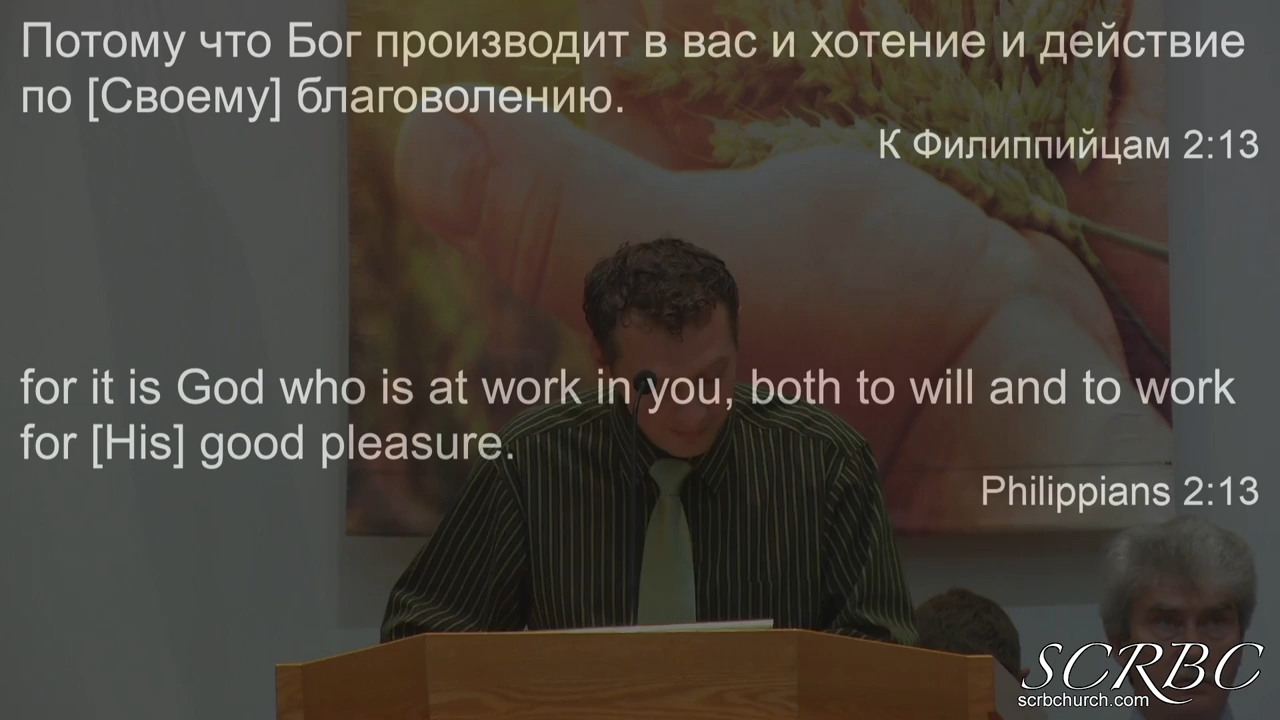 Потому что Бог производит в вас и хотение и действие
по [Своему] благоволению.
К Филиппийцам 2:13
for it is God who is at work in you, both to will and to work
for [His] good pleasure.
Philippians 2:13
SCRBC
scrbchurch.com